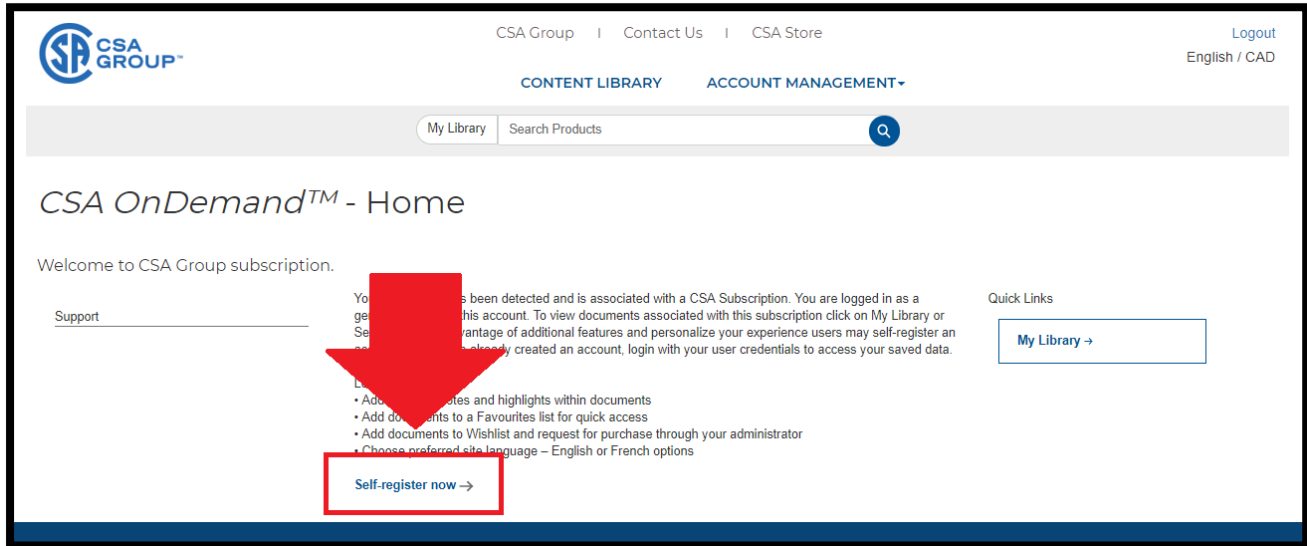 CSA Group | Contact Us | CSA Store
Logout
English / CAD
CSA
GROUP™
CONTENT LIBRARY ACCOUNT MANAGEMENT
My Library Search Products
CSA OnDemand™ - Home
Welcome to CSA Group subscription.
Support
been detected and is associated with a CSA Subscription. You are logged in as a
this account. To view documents associated with this subscription click on My Library or
of additional features and personalize your experience users may self-register an
created an account, login with your user credentials to access your saved data.
• and highlights within documents
• Add to a Favourites list for quick access
• Add documents to Wishlist and request for purchase through your administrator
• Choose preferred site language – English or French options
Self-register now →
Quick Links
My Library →